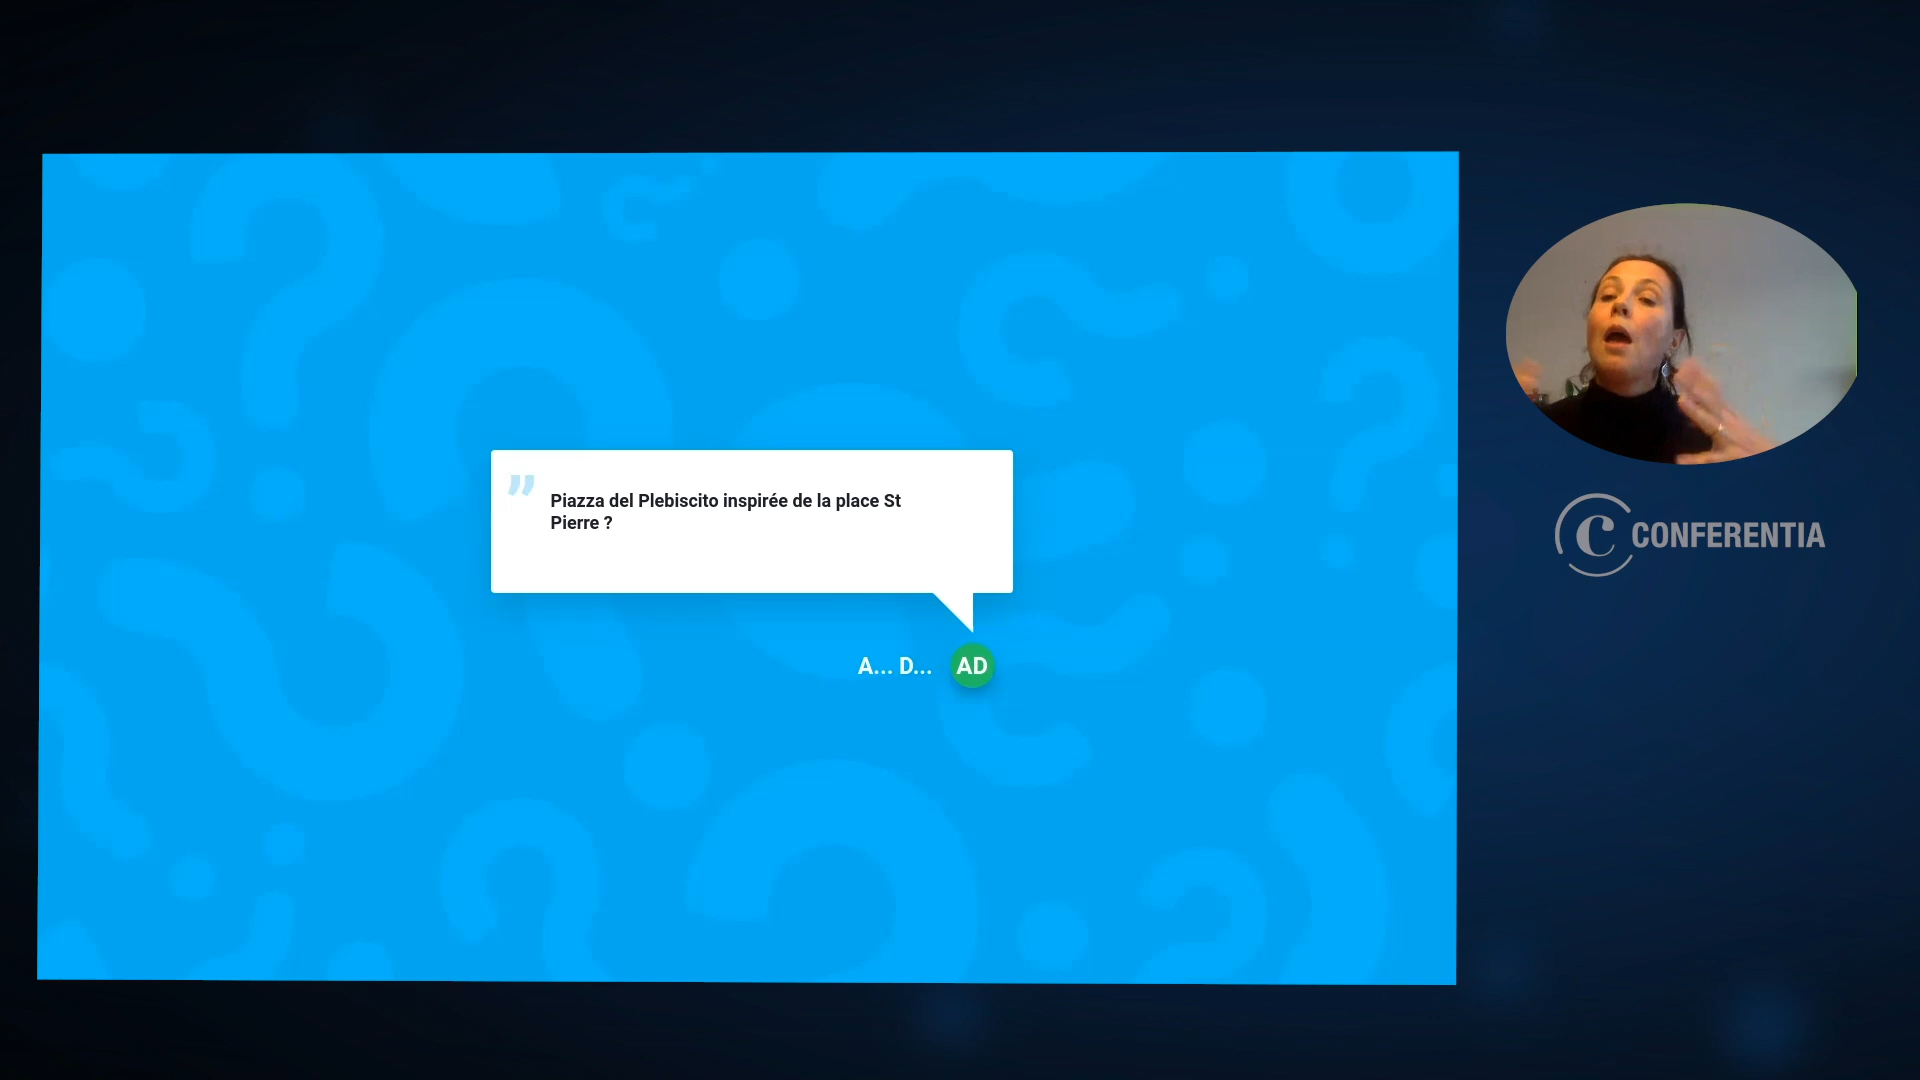 Piazza del Plebiscito inspirée de la place St
Pierre ?
A... D... AD
C CONFERENTIA